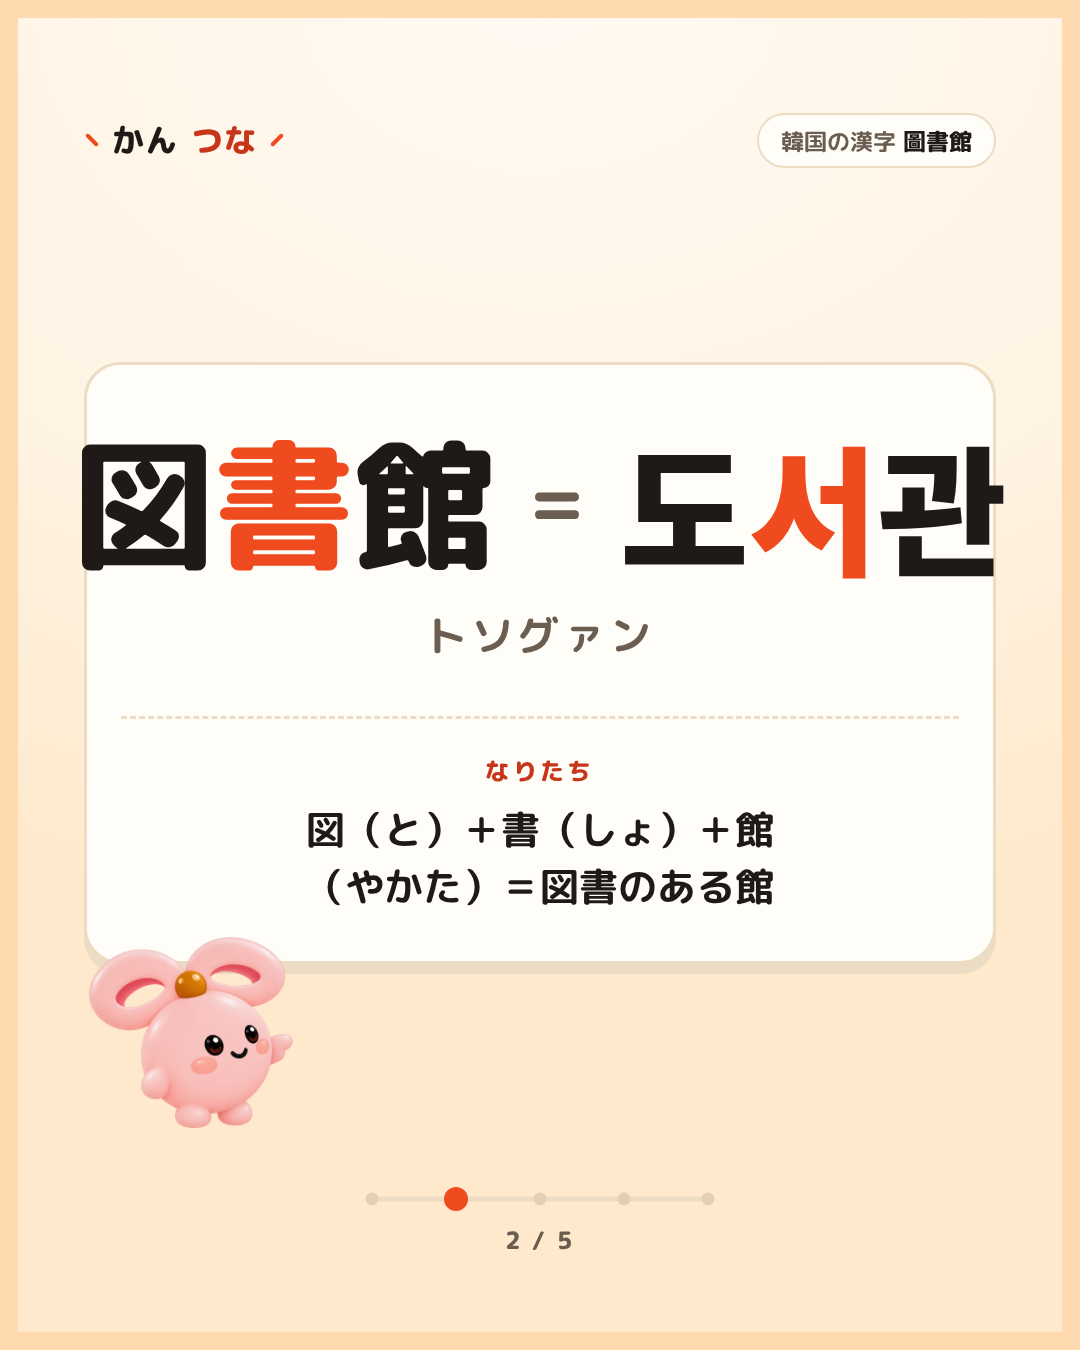 かん つな
韓国の漢字 圖書館
図書館 = 도서관
トソグァン
なりたち
図（と）＋書（しょ）＋館
（やかた）＝図書のある館
2 / 5